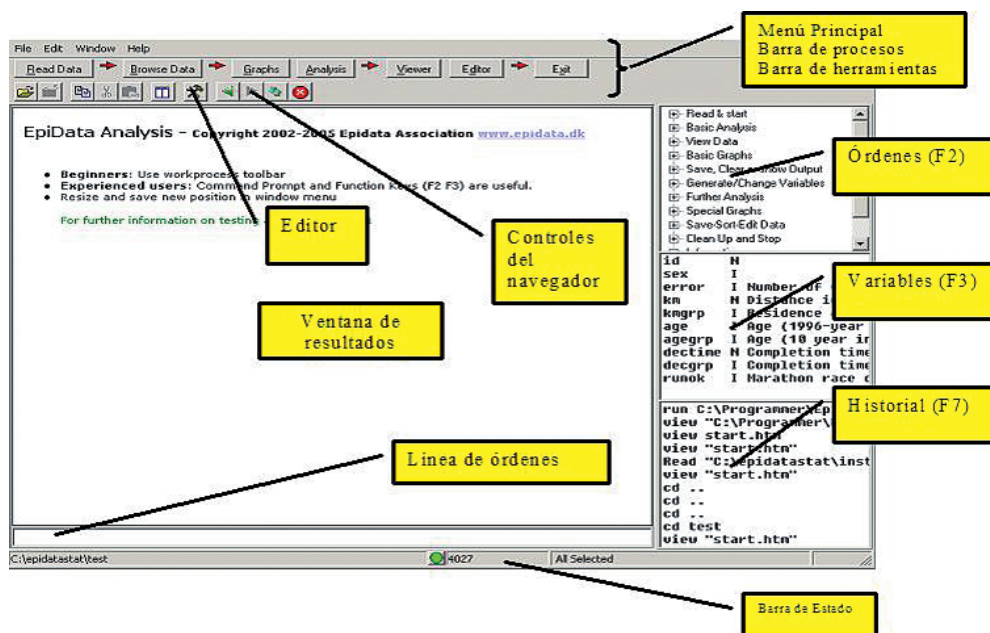 Menú Principal
Barra de procesos
Barra de herramientas
File Edit Window Help
Read Data Browse Data Graphs Analysis Viewer Editor Exit
EpiData Analysis - Copyright 2002-2005 Epidata Association www.epidata.dk
Beginners: Use workprocess toolbar
Experienced users: Command Prompt and Function Keys (F2 F3) are useful.
Resize and save new position in window menu
For further information on testing
Editor
Controles
del
navegador
Ventana de
resultados
Línea de órdenes
Read & start
Basic Analysis
View Data
Basic Graphs
Save, Clear Show Output
Generate/Change Variables
Further Analysis
Special Graphs
Save-Sort-Edit Data
Clean Up and Stop
Órdenes (F2)
id N
sex I
error I Number of
km N Distance i
kmgrp I Residence
age I Age (1996-year
agegrp I Age (10 year in
dectime N Completion time
decgrp I Completion time
runok I Marathon race
Variables (F3)
run C:\Programmer\Ep
view "C:\Programmer\
view start.htm
view "start.htm"
Read "C:\epidatastat\inst
view "start.htm"
cd ..
cd ..
cd ..
cd test
view "start.htm"
Historial (F7)
C:\epidatastat\test 4027 All Selected
Barra de Estado